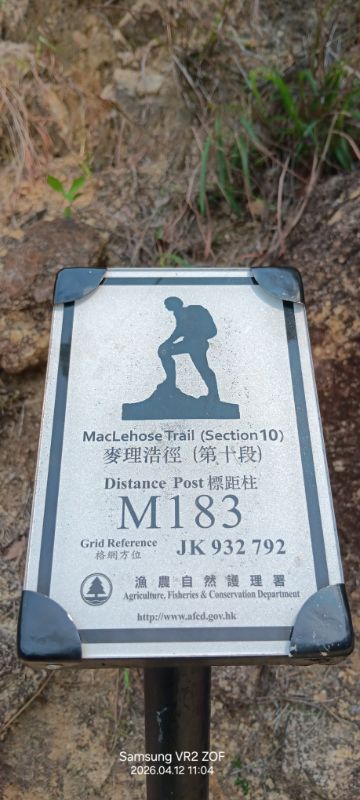 MacLehose Trail (Section 10)
麥理浩徑 (第十段)
Distance Post 標距柱
M183
Grid Reference
格網方位
JK 932 792
漁農自然護理署
Agriculture, Fisheries & Conservation Department
http://www.afcd.gov.hk
Samsung VR2 ZOF
2026.04.12 11:04